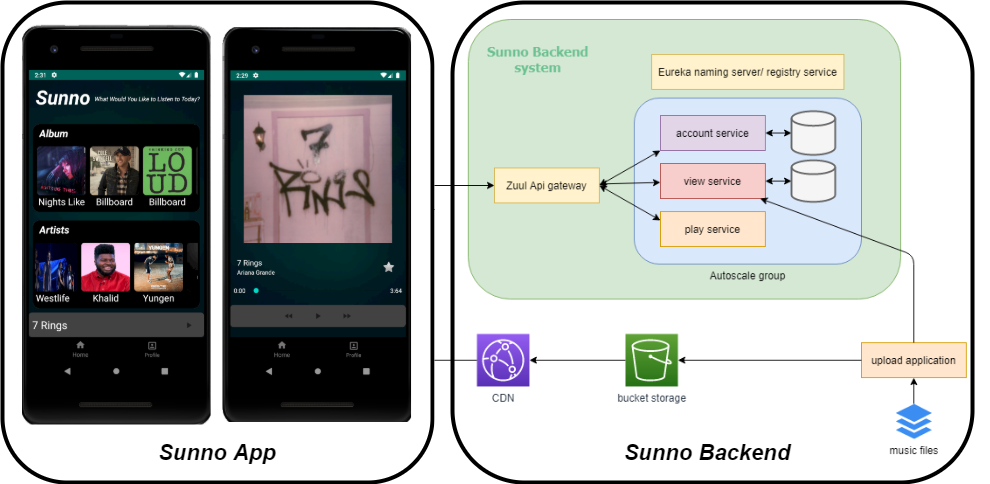 2:31
Sunno What Would You Like to Listen to Today?
Album
LOUD
Nights Like
Billboard
Billboard
Artists
YUNGEN
Westlife
Khalid
Yungen
7 Rings
Home
Profile
2:29
7
RINGS
7 Rings
Ariana Grande
0:00
3:64
Home
Profile
Sunno App
Sunno Backend
system
Eureka naming server/ registry service
Zuul Api gateway
account service
view service
play service
Autoscale group
upload application
CDN
bucket storage
music files
Sunno Backend